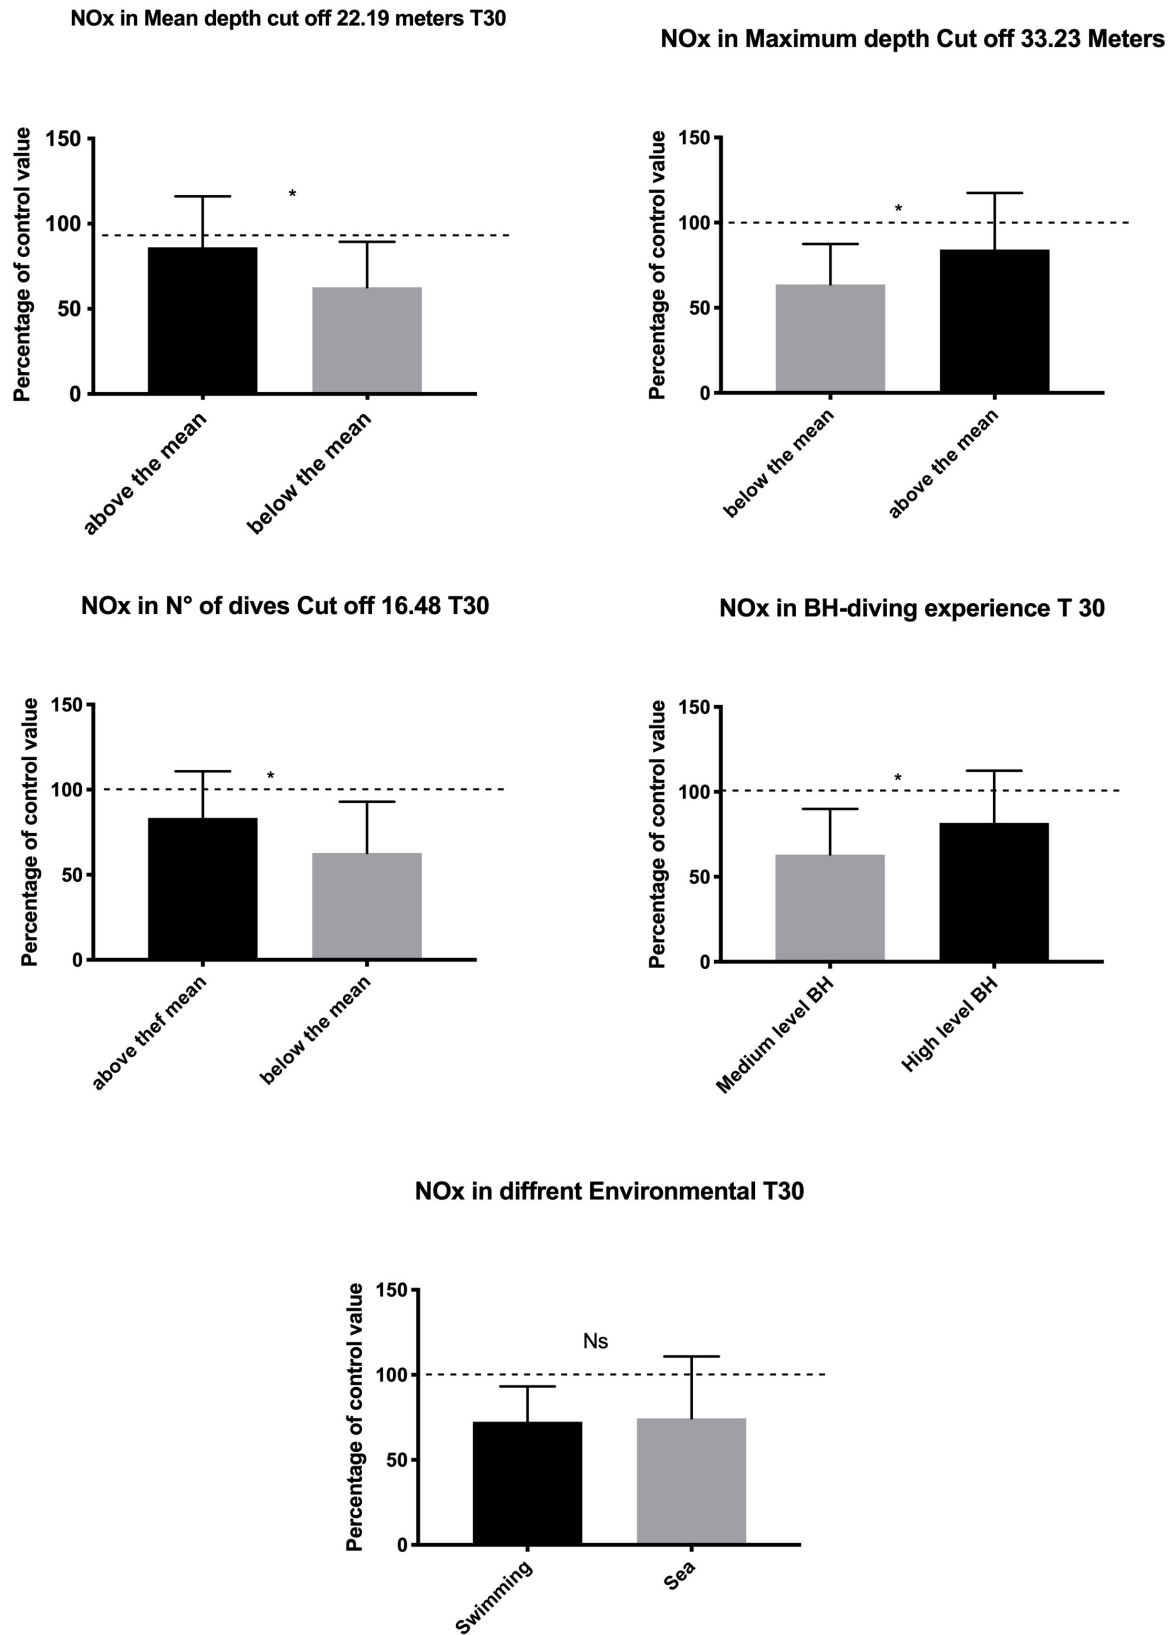 NOx in Mean depth cut off 22.19 meters T30
Percentage of control value
150
100
50
0
*
above the mean
below the mean
NOx in Maximum depth Cut off 33.23 Meters
Percentage of control value
150
100
50
0
*
below the mean
above the mean
NOx in N° of dives Cut off 16.48 T30
Percentage of control value
150
100
50
0
*
above thef mean
below the mean
NOx in BH-diving experience T 30
Percentage of control value
150
100
50
0
*
Medium level BH
High level BH
NOx in diffrent Environmental T30
Percentage of control value
150
100
50
0
Ns
Swimming
Sea